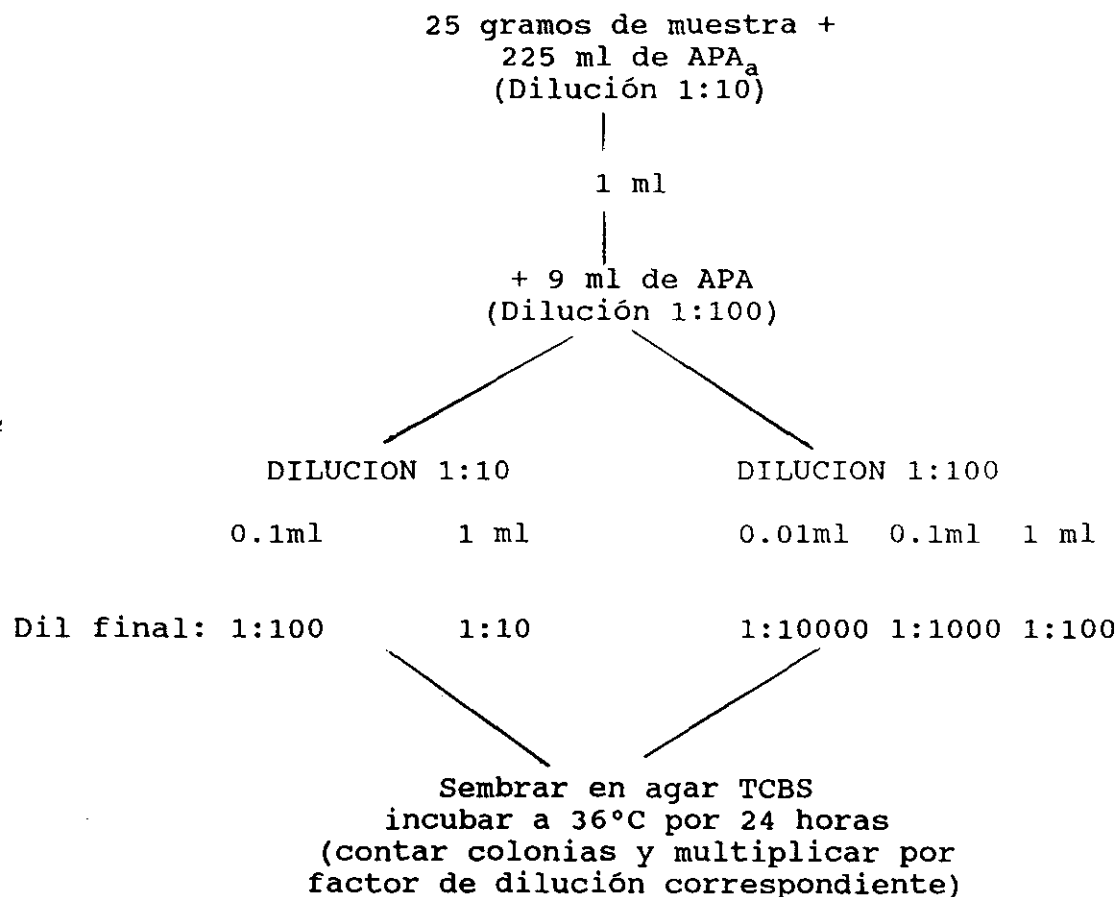 25 gramos de muestra +
225 ml de APAa
(Dilución 1:10)
1 ml
+ 9 ml de APA
(Dilución 1:100)
DILUCION 1:10 DILUCION 1:100
0.1ml 1 ml 0.01ml 0.1ml 1 ml
Dil final: 1:100 1:10 1:10000 1:1000 1:100
Sembrar en agar TCBS
incubar a 36°C por 24 horas
(contar colonias y multiplicar por
factor de dilución correspondiente)